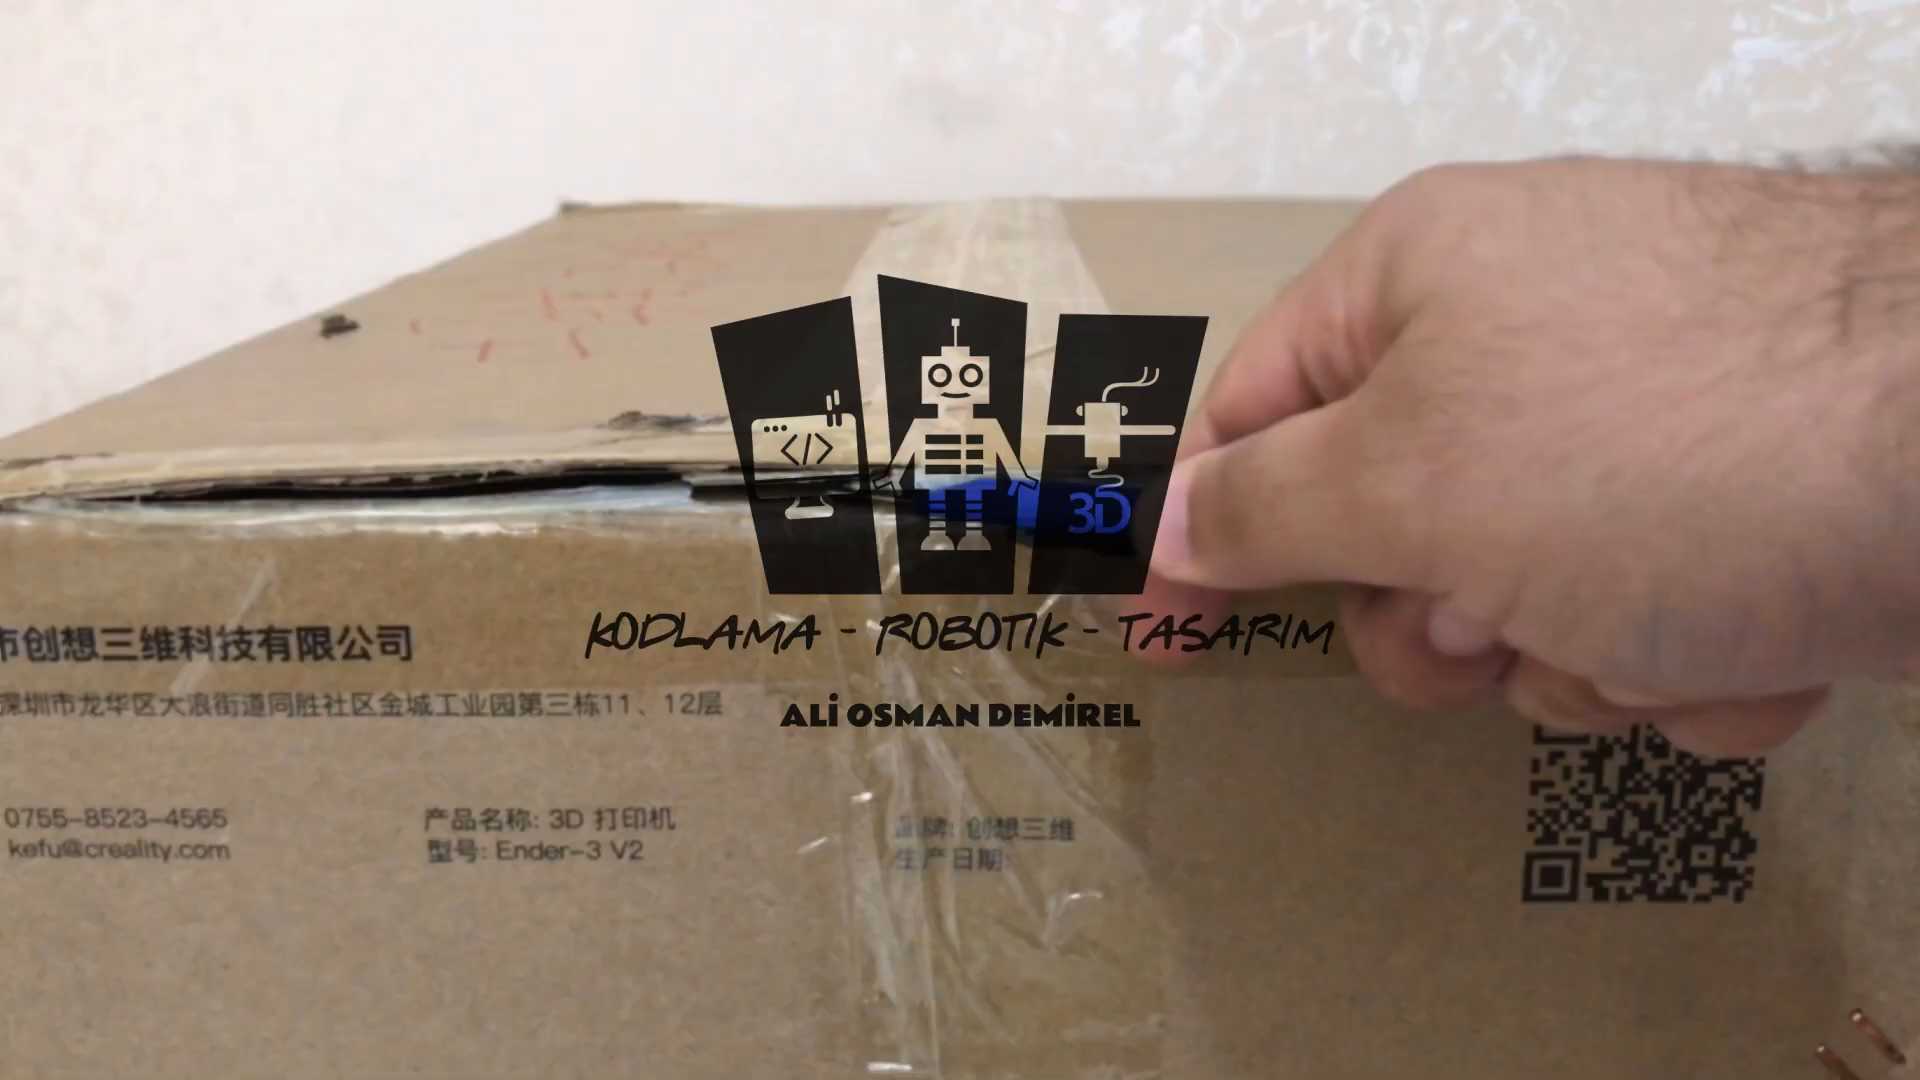 </>
3D
KODLAMA - ROBOTİK - TASARIM
ALİ OSMAN DEMİREL
市创想三维科技有限公司
深圳市龙华区大浪街道同胜社区金城工业园第三栋11、12层
0755-8523-4565
kefu@creality.com
产品名称: 3D 打印机
型号: Ender-3 V2
品牌: 创想三维
生产日期: